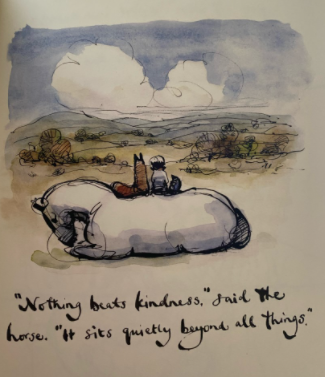 "Nothing beats kindness," said the
horse. "It sits quietly beyond all things."